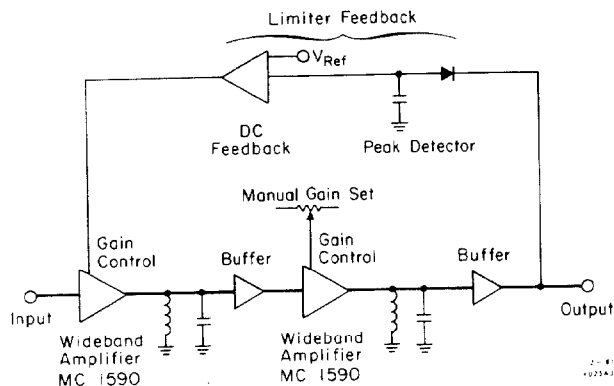 Limiter Feedback
VRef
DC
Feedback
Peak Detector
Manual Gain Set
Gain
Control
Buffer
Gain
Control
Buffer
Input
Output
Wideband
Amplifier
MC 1590
Wideband
Amplifier
MC 1590